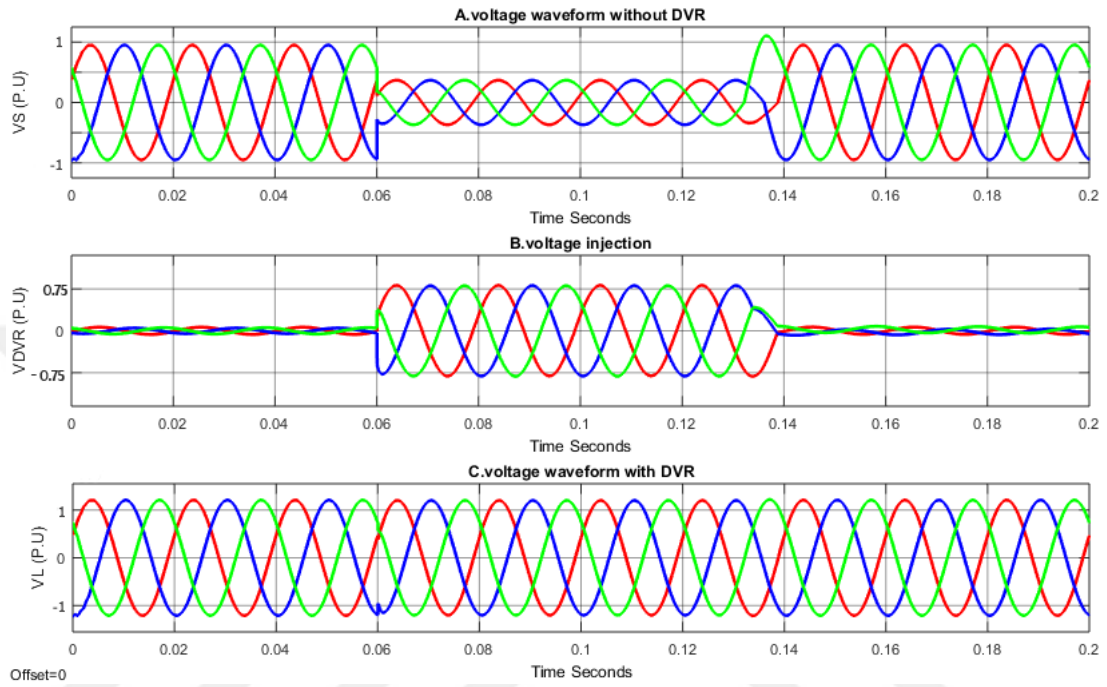 A.voltage waveform without DVR
VS (P.U)
1
0
-1
0 0.02 0.04 0.06 0.08 0.1 0.12 0.14 0.16 0.18 0.2
Time Seconds
B.voltage injection
VDVR (P.U)
0.75
0
-0.75
0 0.02 0.04 0.06 0.08 0.1 0.12 0.14 0.16 0.18 0.2
Time Seconds
C.voltage waveform with DVR
VL (P.U)
1
0
-1
0 0.02 0.04 0.06 0.08 0.1 0.12 0.14 0.16 0.18 0.2
Time Seconds
Offset=0